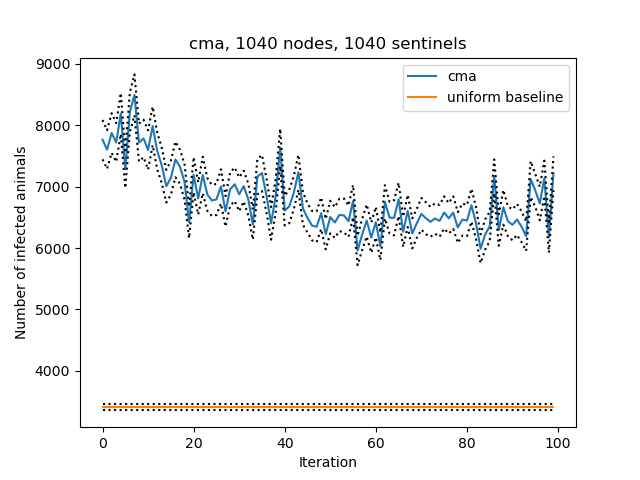 cma, 1040 nodes, 1040 sentinels
cma
uniform baseline
Number of infected animals
9000
8000
7000
6000
5000
4000
0 20 40 60 80 100
Iteration